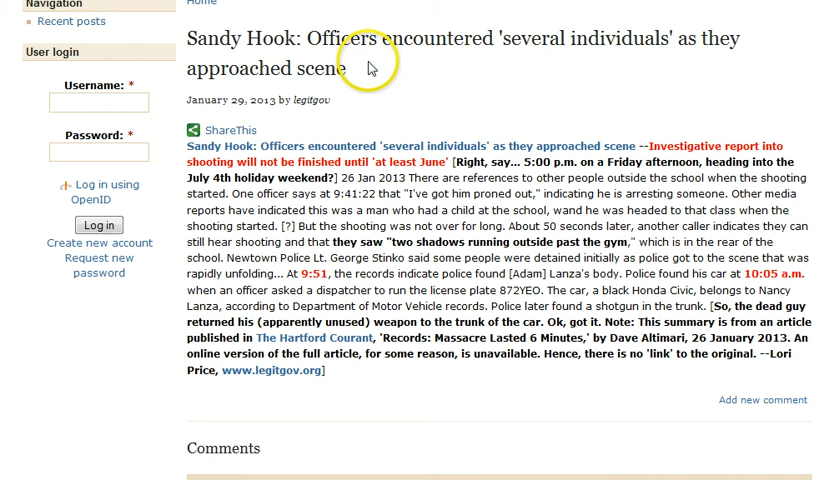 Navigation
Recent posts
User login
Username: *
Password: *
Log in using
OpenID
Log in
Create new account
Request new
password
Home
Sandy Hook: Officers encountered 'several individuals' as they
approached scene
January 29, 2013 by legitgov
ShareThis
Sandy Hook: Officers encountered 'several individuals' as they approached scene --Investigative report into
shooting will not be finished until 'at least June' [Right, say... 5:00 p.m. on a Friday afternoon, heading into the
July 4th holiday weekend?] 26 Jan 2013 There are references to other people outside the school when the shooting
started. One officer says at 9:41:22 that "I've got him proned out," indicating he is arresting someone. Other media
reports have indicated this was a man who had a child at the school, wand he was headed to that class when the
shooting started. [?] But the shooting was not over for long. About 50 seconds later, another caller indicates they can
still hear shooting and that they saw "two shadows running outside past the gym," which is in the rear of the
school. Newtown Police Lt. George Stinko said some people were detained initially as police got to the scene that was
rapidly unfolding... At 9:51, the records indicate police found [Adam] Lanza's body. Police found his car at 10:05 a.m.
when an officer asked a dispatcher to run the license plate 872YEO. The car, a black Honda Civic, belongs to Nancy
Lanza, according to Department of Motor Vehicle records. Police later found a shotgun in the trunk. [So, the dead guy
returned his (apparently unused) weapon to the trunk of the car. Ok, got it. Note: This summary is from an article
published in The Hartford Courant, 'Records: Massacre Lasted 6 Minutes,' by Dave Altimari, 26 January 2013. An
online version of the full article, for some reason, is unavailable. Hence, there is no 'link' to the original. --Lori
Price, www.legitgov.org]
Add new comment
Comments